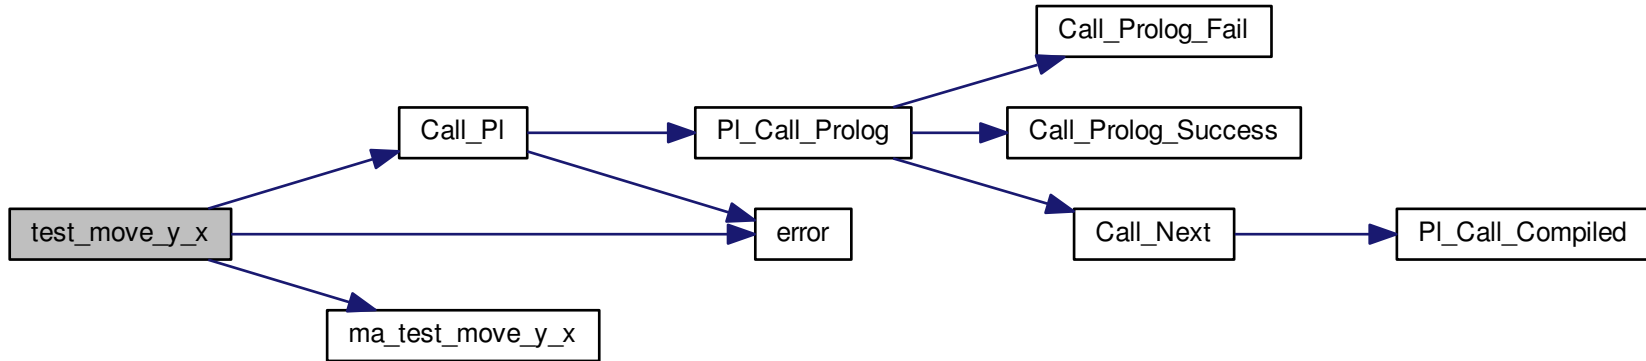 Call_Prolog_Fail
Call_Pl
Pl_Call_Prolog
Call_Prolog_Success
test_move_y_x
error
Call_Next
Pl_Call_Compiled
ma_test_move_y_x